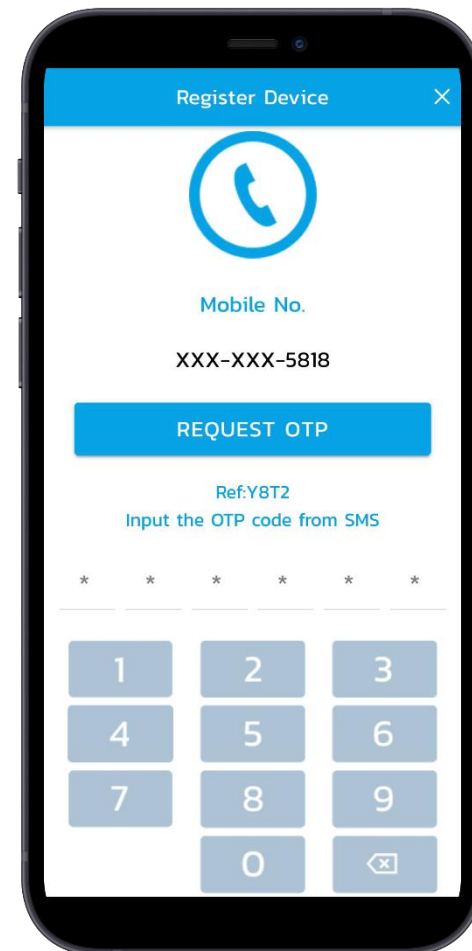 Register Device
Mobile No.
XXX-XXX-5818
REQUEST OTP
Ref:Y8T2
Input the OTP code from SMS
* * * * * *
1 2 3
4 5 6
7 8 9
0